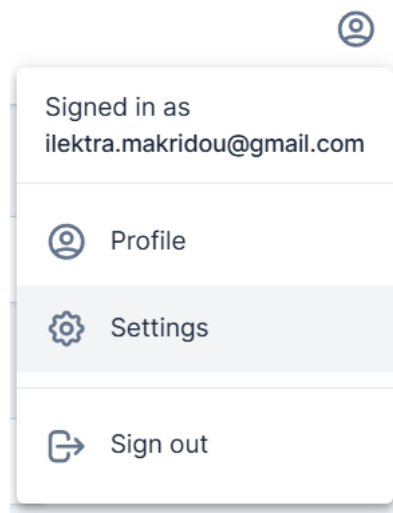 Signed in as
ilektra.makridou@gmail.com
Profile
Settings
Sign out